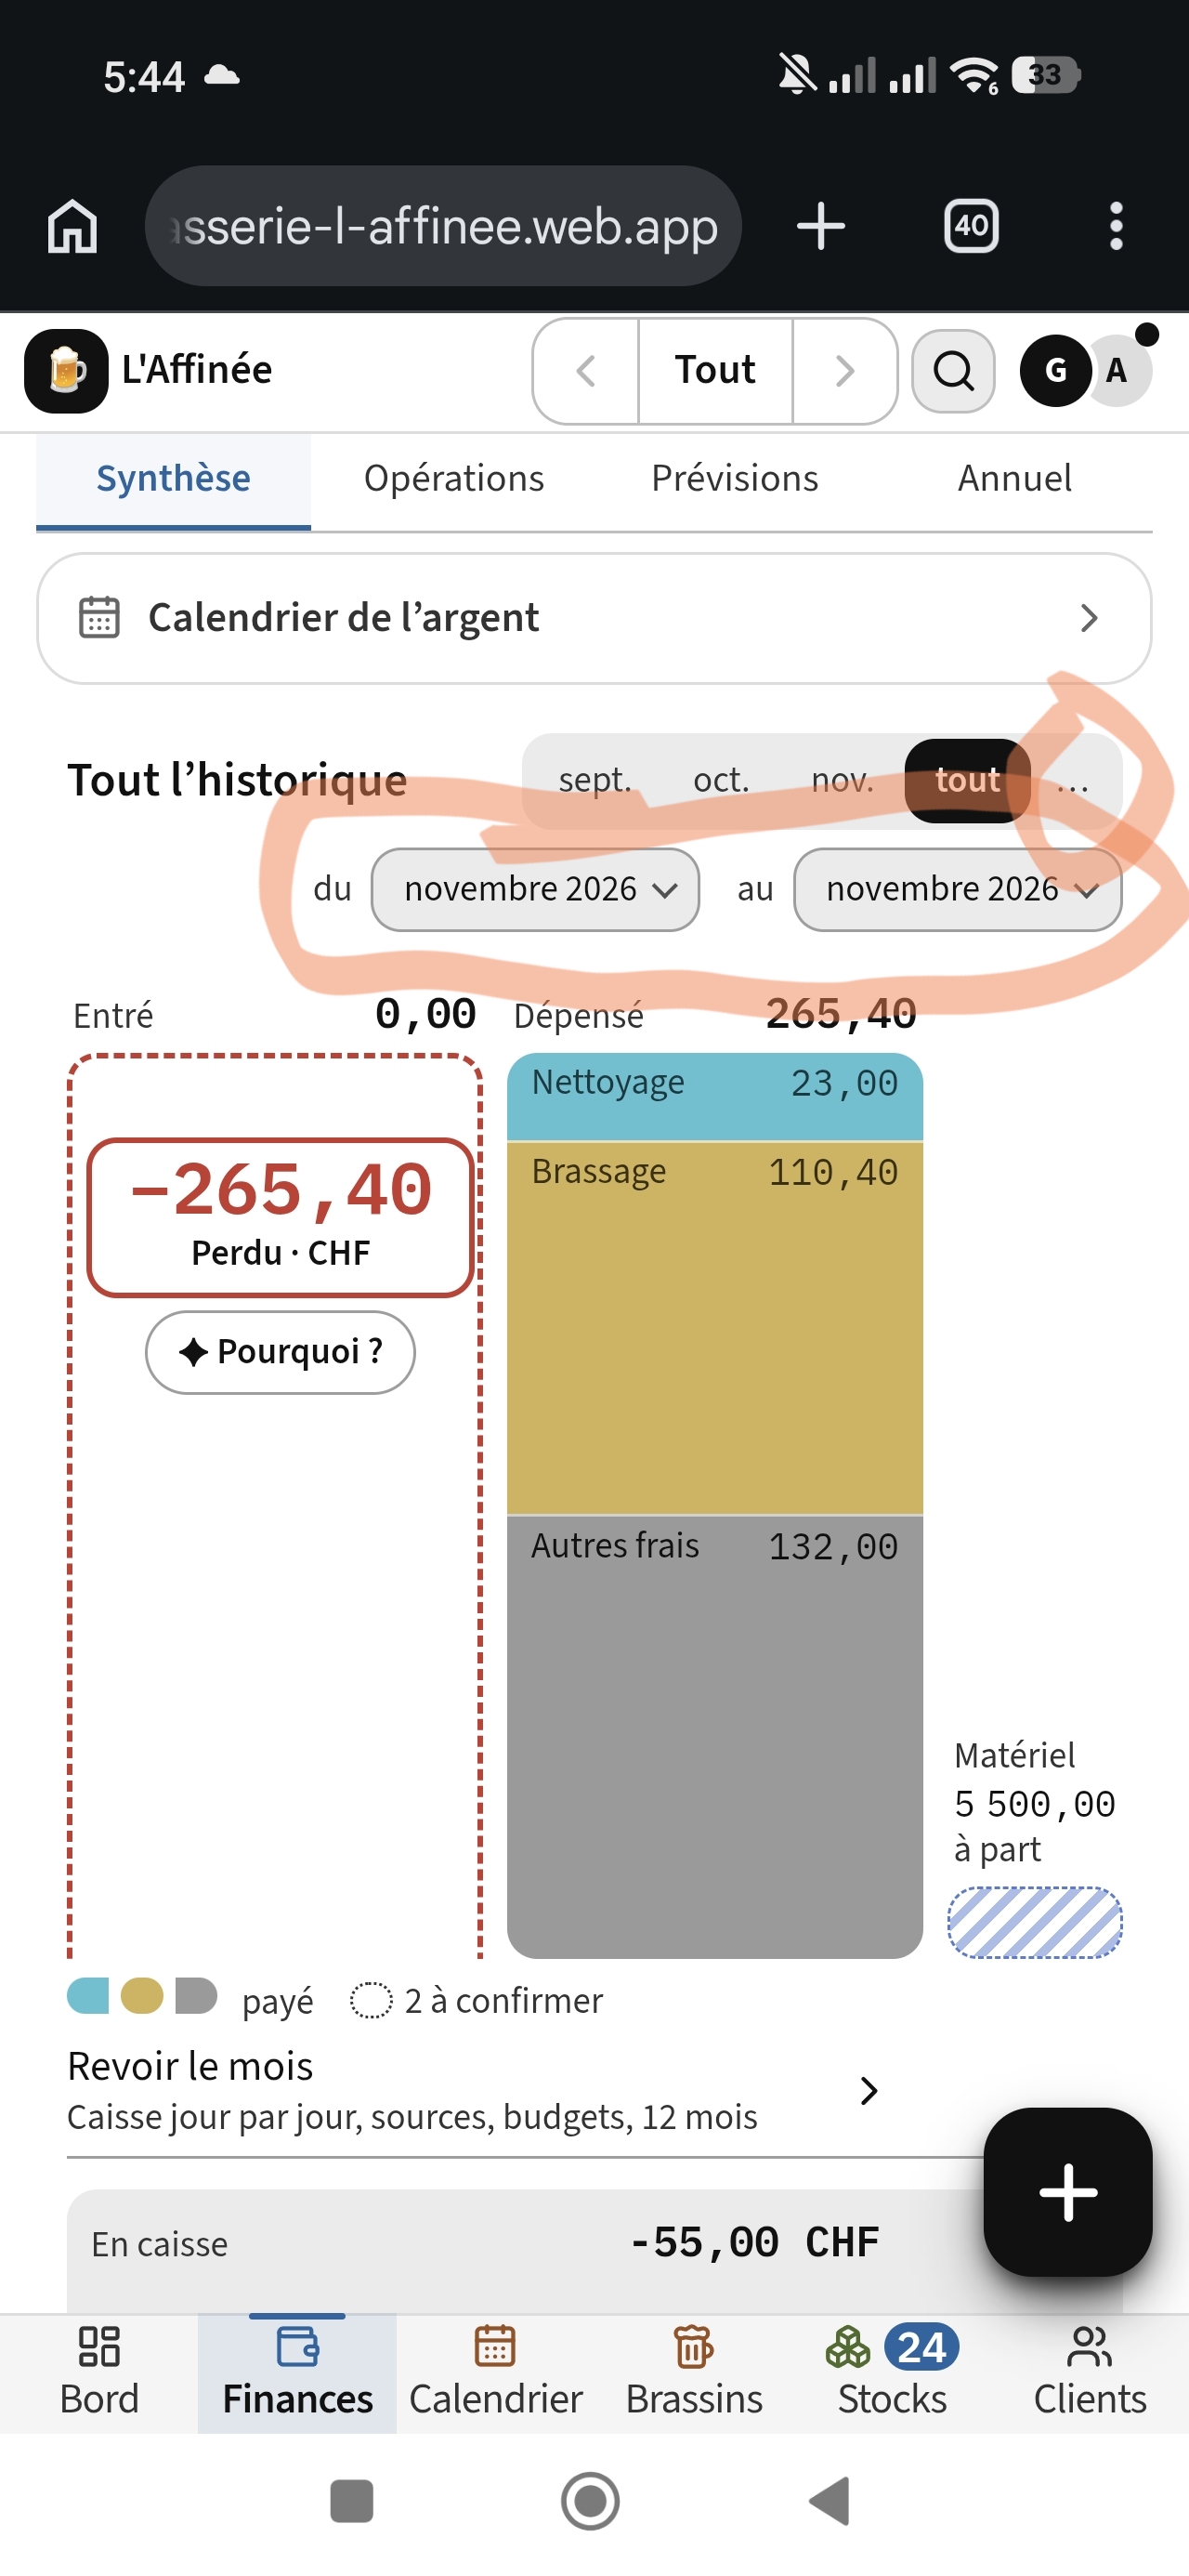 5:44
6
33
asserie-l-affinee.web.app
40
L'Affinée
Tout
G
A
Synthèse
Opérations
Prévisions
Annuel
Calendrier de l’argent
Tout l’historique
sept.
oct.
nov.
tout
...
du
novembre 2026
au
novembre 2026
Entré
0,00
Dépensé
265,40
Nettoyage
23,00
−265,40
Perdu · CHF
Brassage
110,40
Pourquoi ?
Autres frais
132,00
Matériel
5 500,00
à part
payé
2 à confirmer
Revoir le mois
Caisse jour par jour, sources, budgets, 12 mois
En caisse
-55,00 CHF
Bord
Finances
Calendrier
Brassins
24
Stocks
Clients